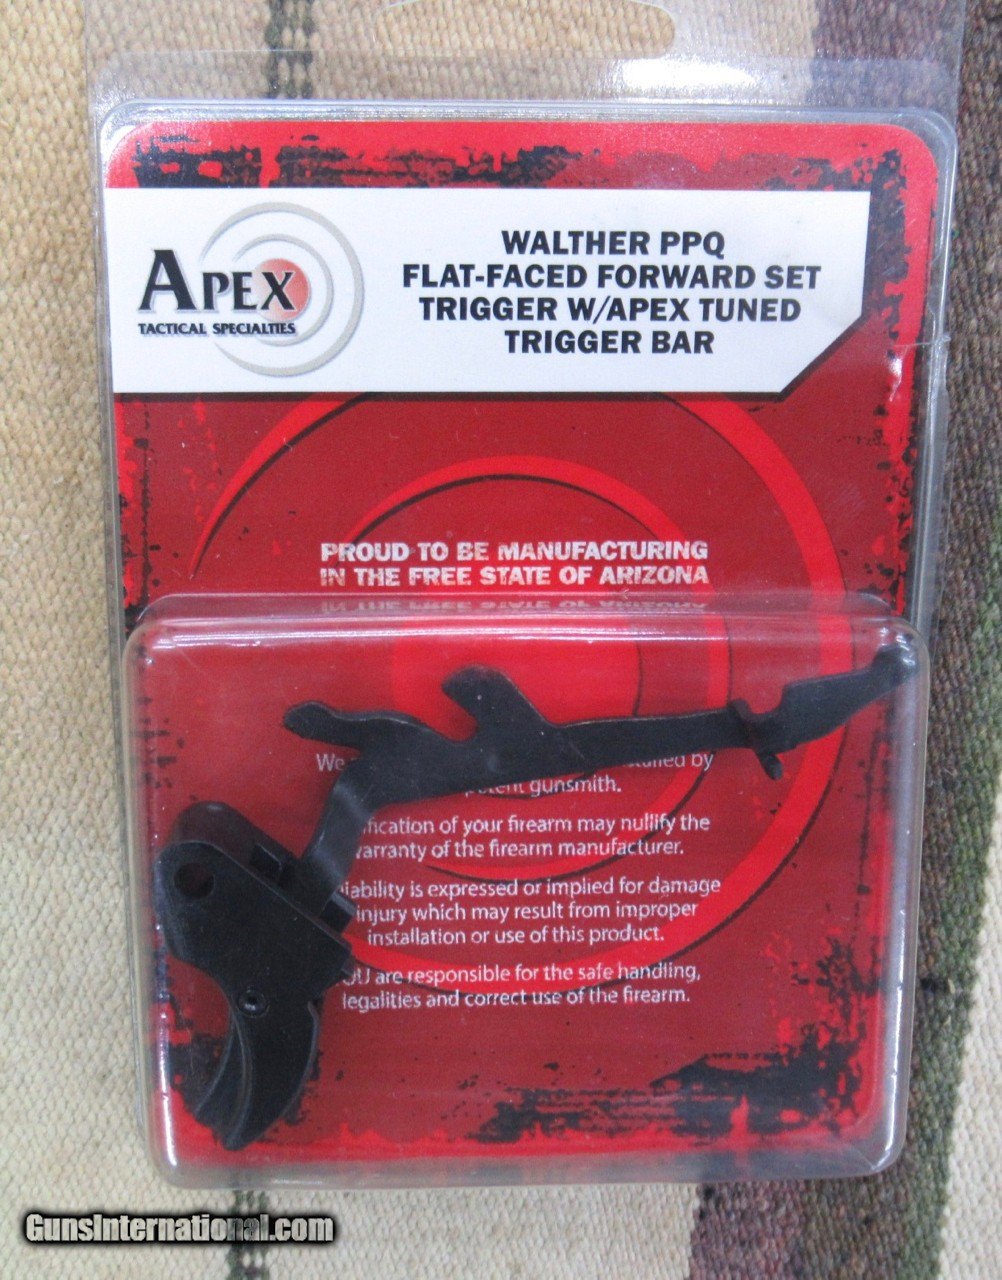 APEX
TACTICAL SPECIALTIES
WALTHER PPQ
FLAT-FACED FORWARD SET
TRIGGER W/APEX TUNED
TRIGGER BAR
PROUD TO BE MANUFACTURING
IN THE FREE STATE OF ARIZONA
We by
gunsmith.
of your firearm may nullify the
of the firearm manufacturer.
is expressed or implied for damage
injury which may result from improper
installation or use of this product.
are responsible for the safe handling,
legalities and correct use of the firearm.
GunsInternational.com